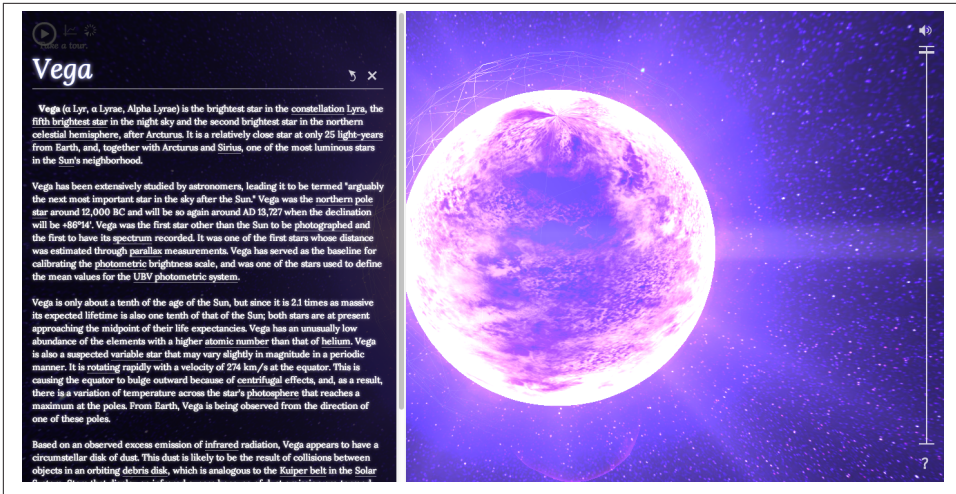 Take a tour.
Vega
Vega (α Lyr, α Lyrae, Alpha Lyrae) is the brightest star in the constellation Lyra, the
fifth brightest star in the night sky and the second brightest star in the northern
celestial hemisphere, after Arcturus. It is a relatively close star at only 25 light-years
from Earth, and, together with Arcturus and Sirius, one of the most luminous stars
in the Sun's neighborhood.
Vega has been extensively studied by astronomers, leading it to be termed "arguably
the next most important star in the sky after the Sun." Vega was the northern pole
star around 12,000 BC and will be so again around AD 13,727 when the declination
will be +86°14'. Vega was the first star other than the Sun to be photographed and
the first to have its spectrum recorded. It was one of the first stars whose distance
was estimated through parallax measurements. Vega has served as the baseline for
calibrating the photometric brightness scale, and was one of the stars used to define
the mean values for the UBV photometric system.
Vega is only about a tenth of the age of the Sun, but since it is 2.1 times as massive
its expected lifetime is also one tenth of that of the Sun; both stars are at present
approaching the midpoint of their life expectancies. Vega has an unusually low
abundance of the elements with a higher atomic number than that of helium. Vega
is also a suspected variable star that may vary slightly in magnitude in a periodic
manner. It is rotating rapidly with a velocity of 274 km/s at the equator. This is
causing the equator to bulge outward because of centrifugal effects, and, as a result,
there is a variation of temperature across the star's photosphere that reaches a
maximum at the poles. From Earth, Vega is being observed from the direction of
one of these poles.
Based on an observed excess emission of infrared radiation, Vega appears to have a
circumstellar disk of dust. This dust is likely to be the result of collisions between
objects in an orbiting debris disk, which is analogous to the Kuiper belt in the Solar
?